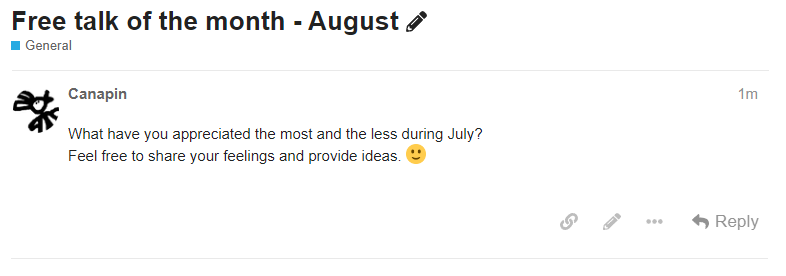 Free talk of the month - August
General
Canapin
1m
What have you appreciated the most and the less during July?
Feel free to share your feelings and provide ideas.
Reply